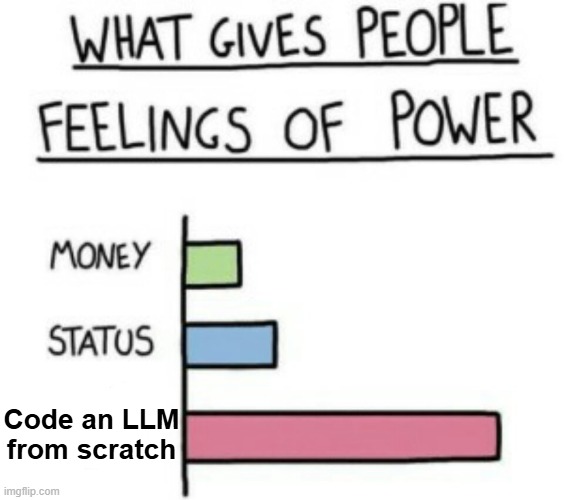 WHAT GIVES PEOPLE
FEELINGS OF POWER
MONEY
STATUS
Code an LLM
from scratch
imgflip.com